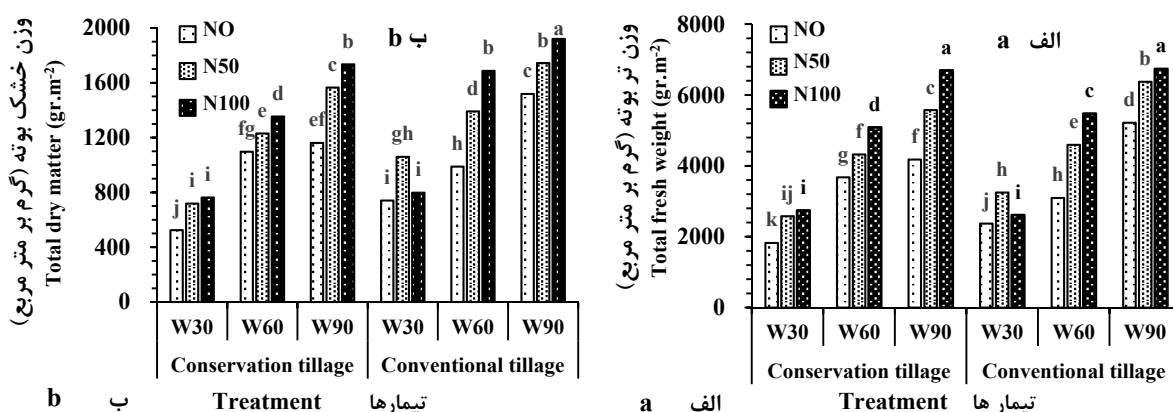 وزن خشک بوته (گرم بر متر مربع)
Total dry matter (gr.m-2)
2000
1600
1200
800
400
0
NO
N50
N100
b ب
j i i
fg e d
ef c b
i gh i
h d b
c b a
W30 W60 W90 W30 W60 W90
Conservation tillage Conventional tillage
b ب Treatment تیمارها
وزن تر بوته (گرم بر متر مربع)
Total fresh weight (gr.m-2)
8000
6000
4000
2000
0
NO
N50
N100
a الف
k ij i
g f d
f c a
j h i
h e c
d b a
W30 W60 W90 W30 W60 W90
Conservation tillage Conventional tillage
a الف Treatment تیمار ها